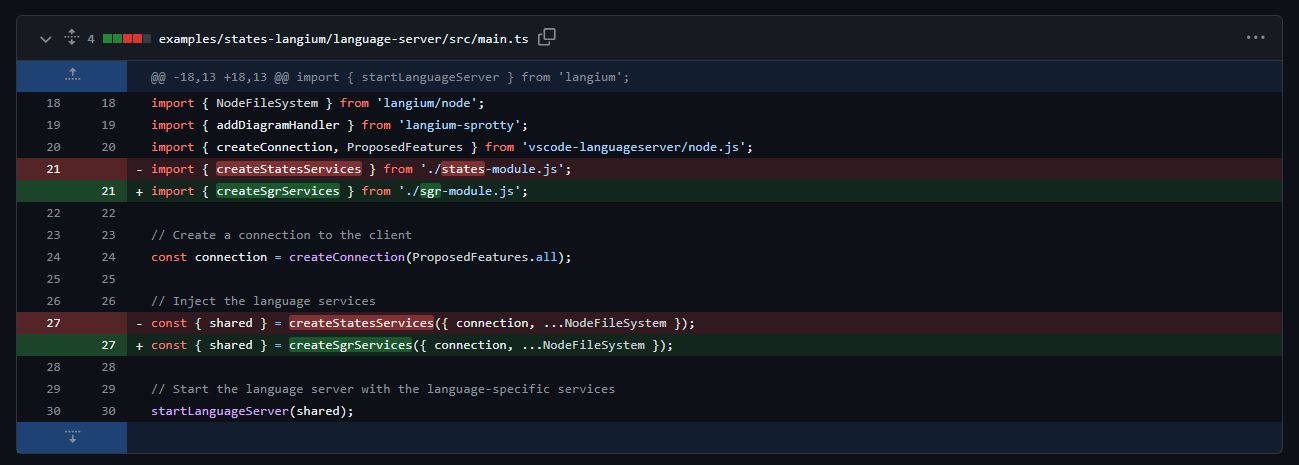 4 examples/states-langium/language-server/src/main.ts
@@ -18,13 +18,13 @@ import { startLanguageServer } from 'langium';
18 18 import { NodeFileSystem } from 'langium/node';
19 19 import { addDiagramHandler } from 'langium-sprotty';
20 20 import { createConnection, ProposedFeatures } from 'vscode-languageserver/node.js';
21 - import { createStatesServices } from './states-module.js';
21 + import { createSgrServices } from './sgr-module.js';
22 22
23 23 // Create a connection to the client
24 24 const connection = createConnection(ProposedFeatures.all);
25 25
26 26 // Inject the language services
27 - const { shared } = createStatesServices({ connection, ...NodeFileSystem });
27 + const { shared } = createSgrServices({ connection, ...NodeFileSystem });
28 28
29 29 // Start the language server with the language-specific services
30 30 startLanguageServer(shared);